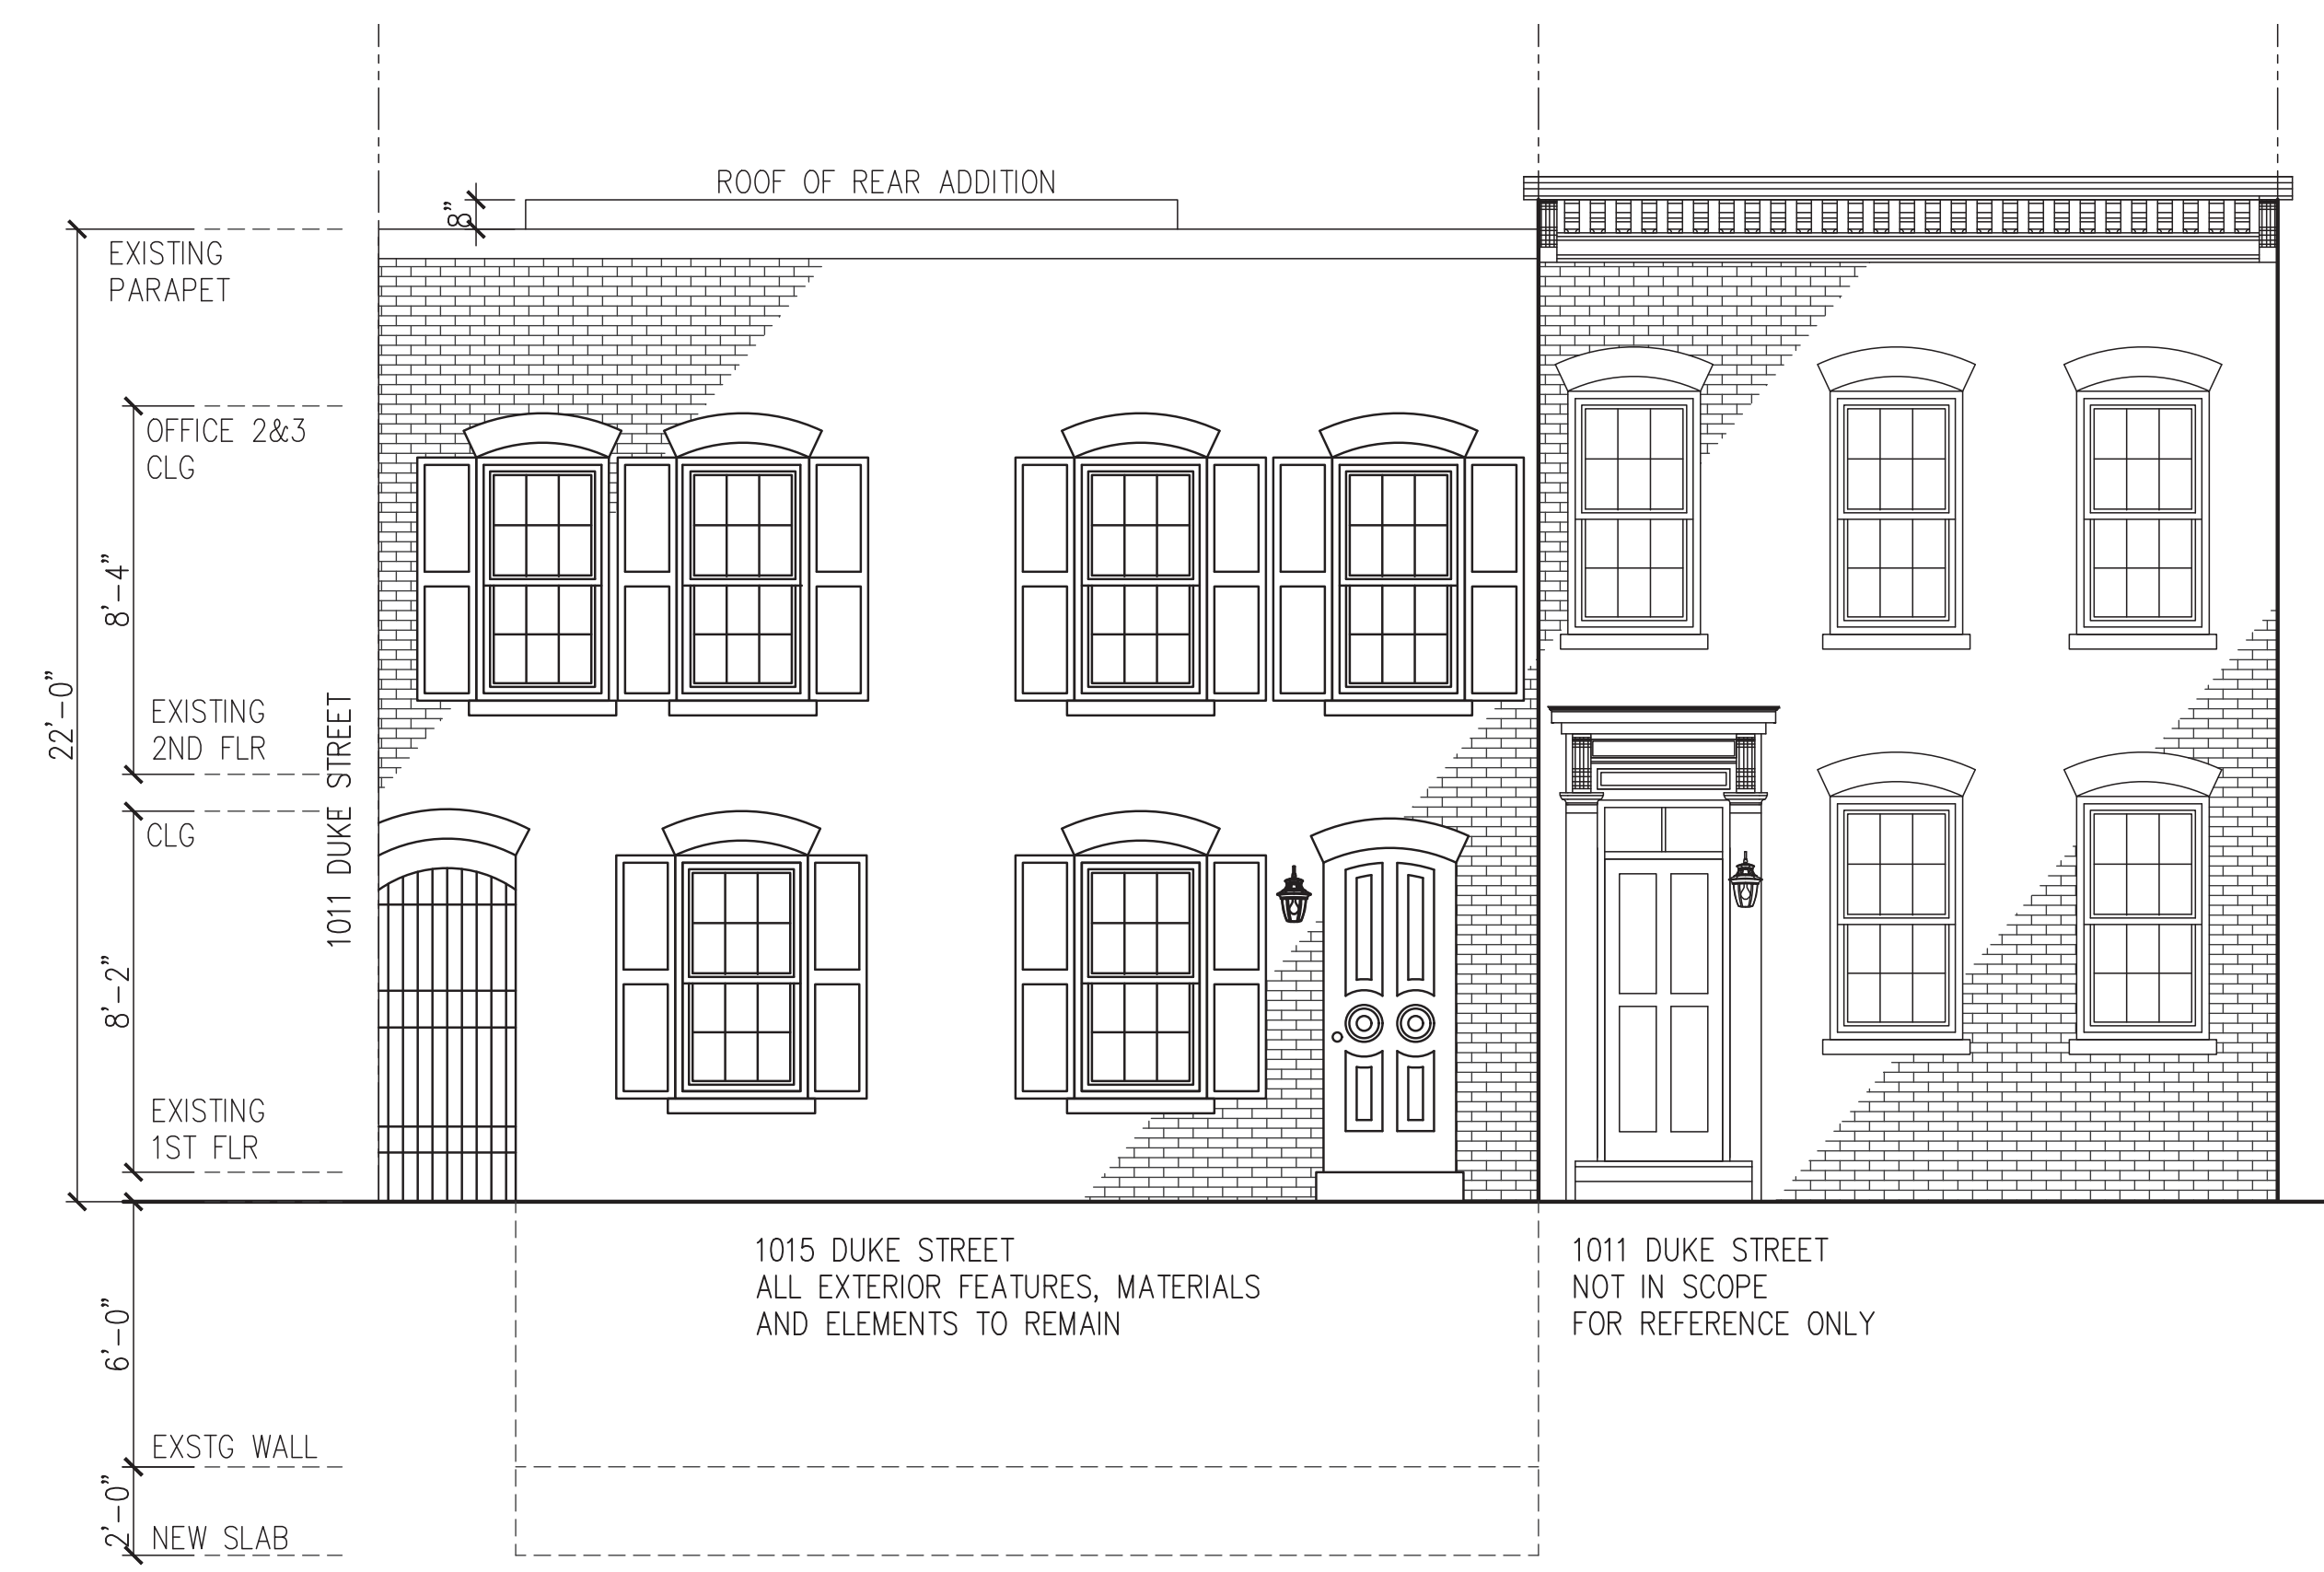 ROOF OF REAR ADDITION
8"
EXISTING
PARAPET
OFFICE 2&3
CLG
8'-4"
22'-0"
EXISTING
2ND FLR
1011 DUKE STREET
CLG
8'-2"
EXISTING
1ST FLR
1015 DUKE STREET
ALL EXTERIOR FEATURES, MATERIALS
AND ELEMENTS TO REMAIN
1011 DUKE STREET
NOT IN SCOPE
FOR REFERENCE ONLY
6'-0"
EXSTG WALL
2'-0"
NEW SLAB